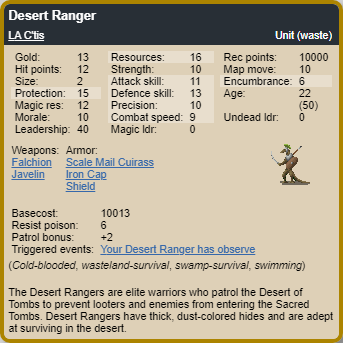 Desert Ranger
LA C'tis Unit (waste)
Gold: 13 Resources: 16 Rec points: 10000
Hit points: 12 Strength: 10 Map move: 10
Size: 2 Attack skill: 11 Encumbrance: 6
Protection: 15 Defence skill: 13 Age: 22
Magic res: 12 Precision: 10 (50)
Morale: 10 Combat speed: 9 Undead ldr: 0
Leadership: 40 Magic ldr: 0
Weapons: Armor:
Falchion Scale Mail Cuirass
Javelin Iron Cap
Shield
Basecost: 10013
Resist poison: 6
Patrol bonus: +2
Triggered events: Your Desert Ranger has observe
(Cold-blooded, wasteland-survival, swamp-survival, swimming)
The Desert Rangers are elite warriors who patrol the Desert of
Tombs to prevent looters and enemies from entering the Sacred
Tombs. Desert Rangers have thick, dust-colored hides and are adept
at surviving in the desert.